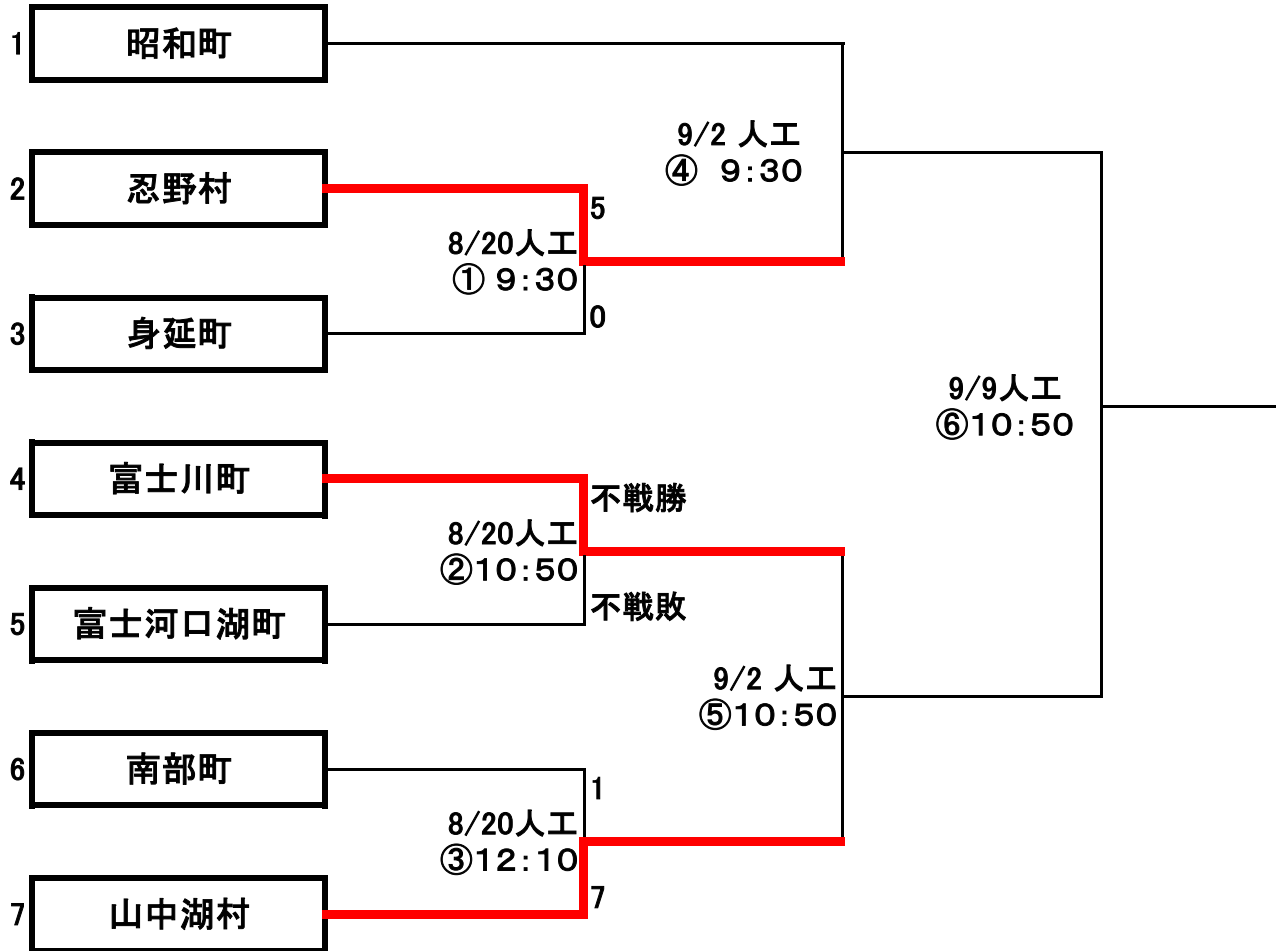 1 昭和町
9/2 人工
④ 9:30
2 忍野村
5
8/20人工
① 9:30
0
3 身延町
9/9人工
⑥10:50
4 富士川町
不戦勝
8/20人工
②10:50
不戦敗
5 富士河口湖町
9/2 人工
⑤10:50
6 南部町
1
8/20人工
③12:10
7
7 山中湖村